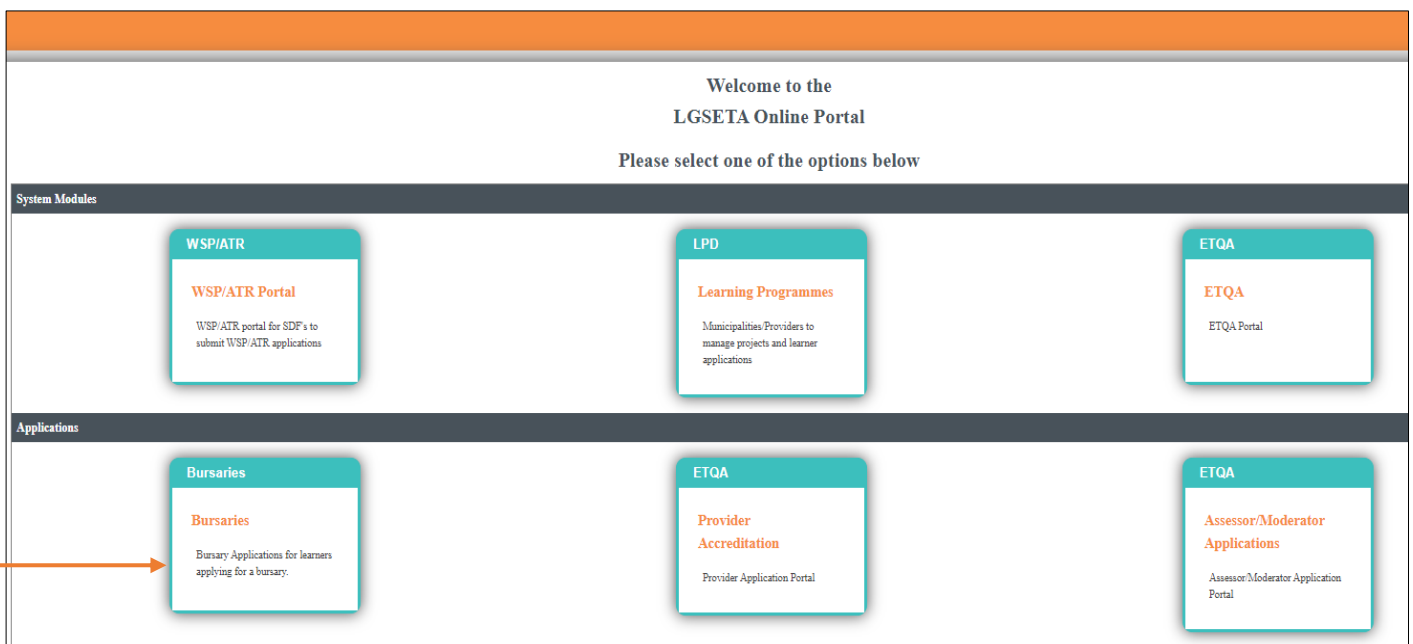 Welcome to the
LGSETA Online Portal
Please select one of the options below
System Modules
WSP/ATR
WSP/ATR Portal
WSP/ATR portal for SDF's to
submit WSP/ATR applications
LPD
Learning Programmes
Municipalities/Providers to
manage projects and learner
applications
ETQA
ETQA
ETQA Portal
Applications
Bursaries
Bursaries
Bursary Applications for learners
applying for a bursary.
ETQA
Provider
Accreditation
Provider Application Portal
ETQA
Assessor/Moderator
Applications
Assessor/Moderator Application
Portal